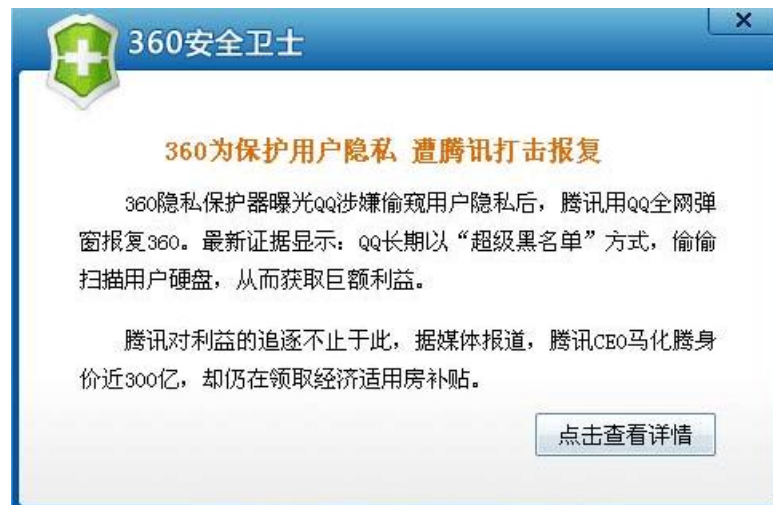 360安全卫士
360为保护用户隐私 遭腾讯打击报复
360隐私保护器曝光QQ涉嫌偷窥用户隐私后，腾讯用QQ全网弹
窗报复360。最新证据显示：QQ长期以“超级黑名单”方式，偷偷
扫描用户硬盘，从而获取巨额利益。
腾讯对利益的追逐不止于此，据媒体报道，腾讯CEO马化腾身
价近300亿，却仍在领取经济适用房补贴。
点击查看详情